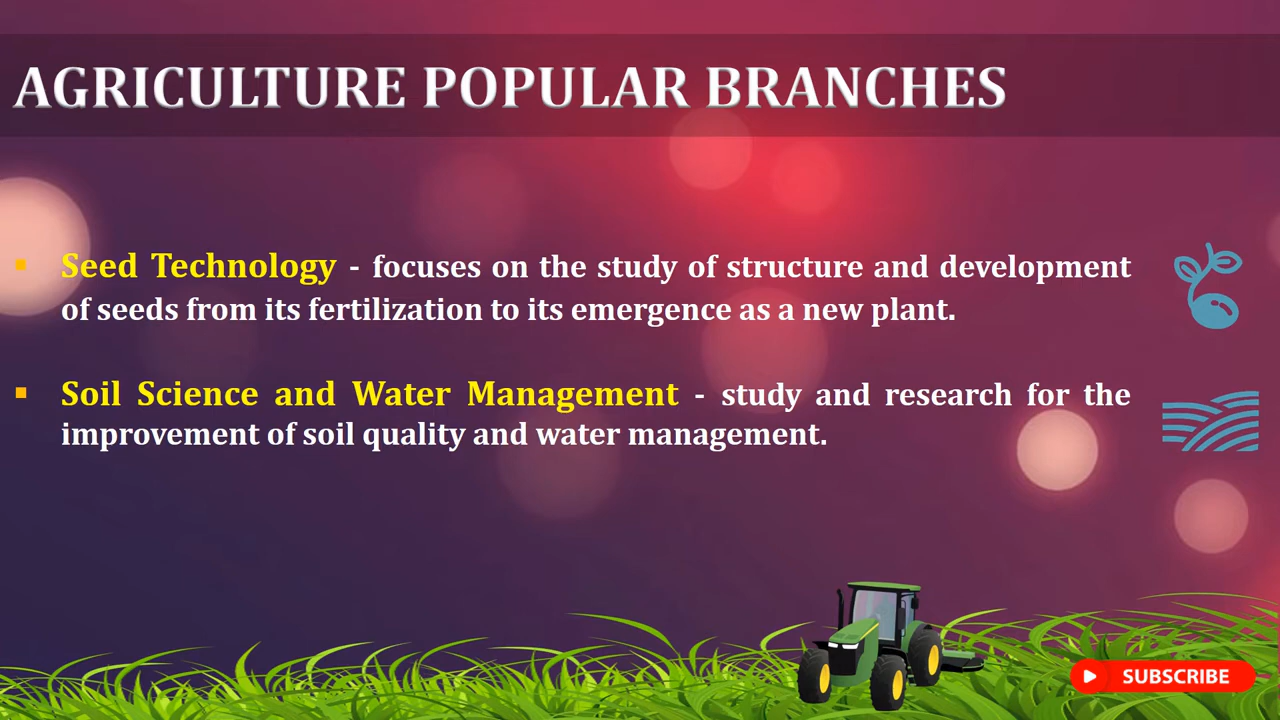 AGRICULTURE POPULAR BRANCHES
Seed Technology - focuses on the study of structure and development
of seeds from its fertilization to its emergence as a new plant.
Soil Science and Water Management - study and research for the
improvement of soil quality and water management.
SUBSCRIBE